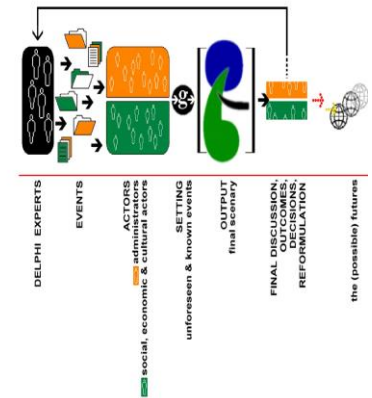 g
DELPHI EXPERTS
EVENTS
ACTORS
administrators
social, economic & cultural actors
SETTING
unforeseen & known events
OUTPUT
final scenary
FINAL DISCUSSION,
OUTCOMES,
DECISIONS,
REFORMULATION
the (possible) futures